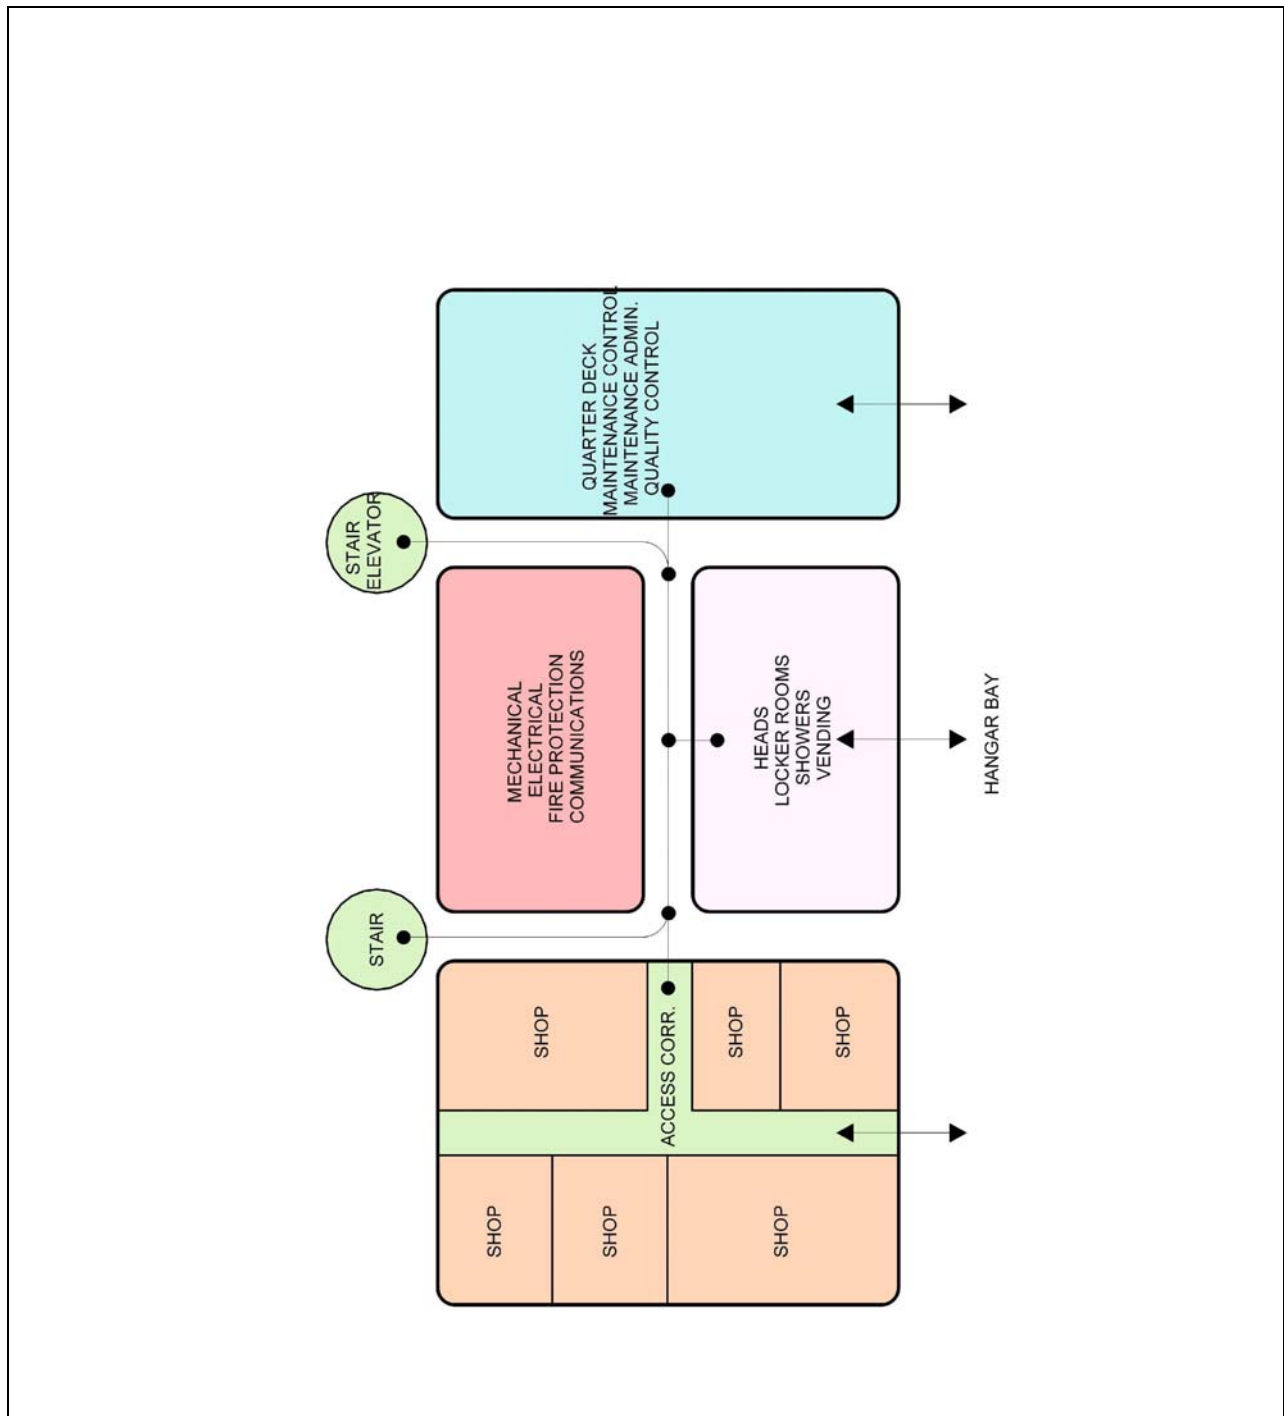 QUARTER DECK
MAINTENANCE CONTROL
MAINTENANCE ADMIN.
QUALITY CONTROL
STAIR
ELEVATOR
MECHANICAL
ELECTRICAL
FIRE PROTECTION
COMMUNICATIONS
HEADS
LOCKER ROOMS
SHOWERS
VENDING
HANGAR BAY
STAIR
SHOP
ACCESS CORR.
SHOP
SHOP
SHOP
SHOP
SHOP